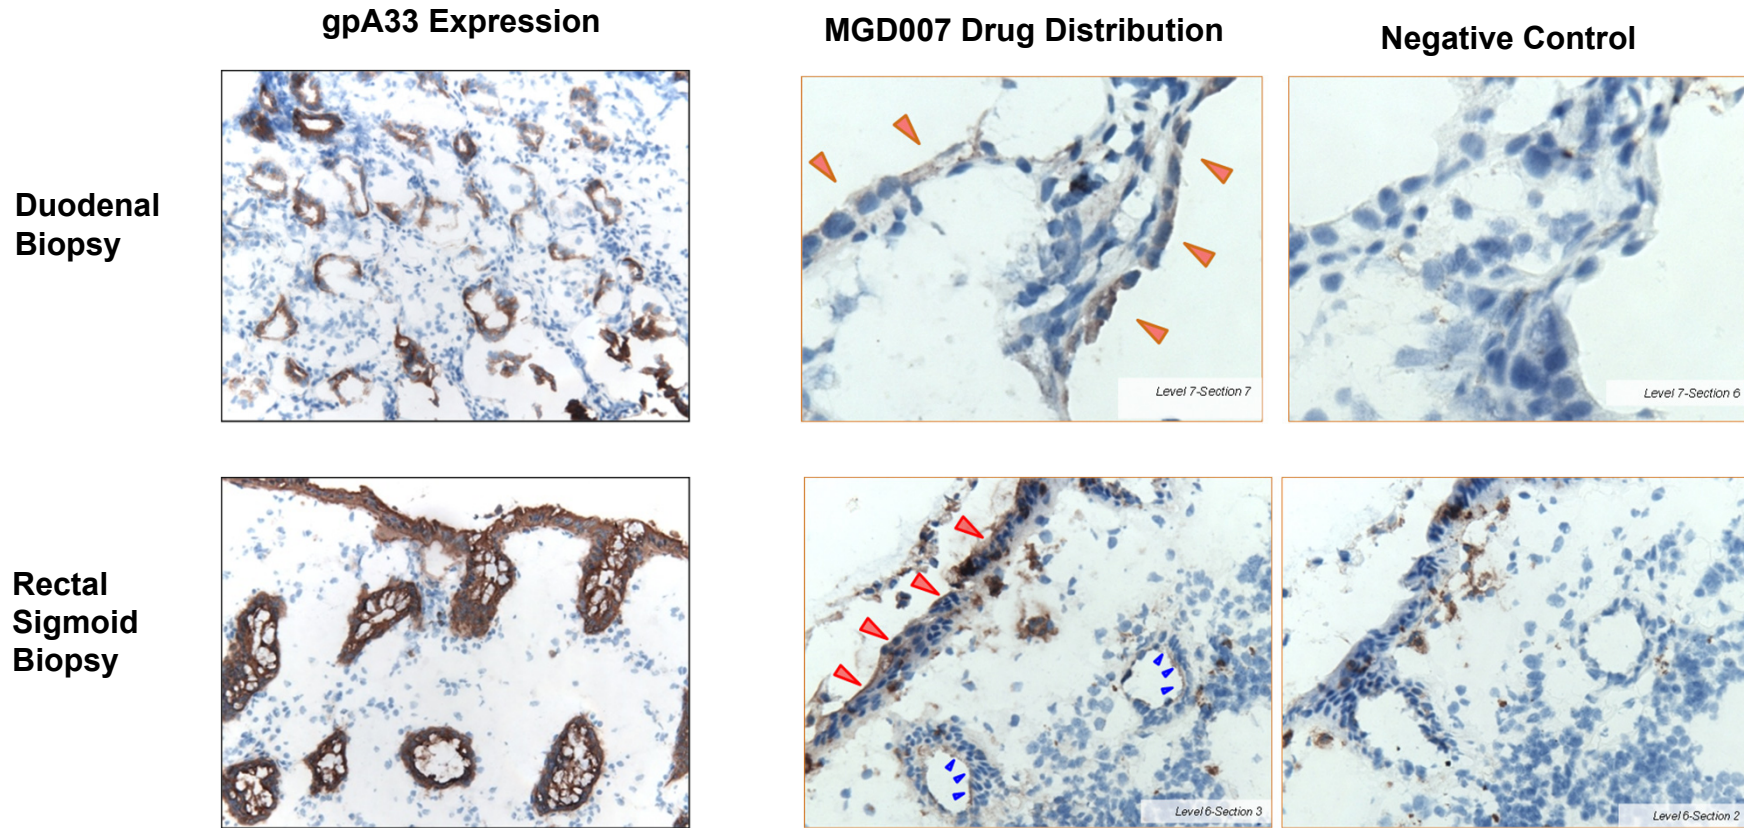 gpA33 Expression
MGD007 Drug Distribution
Negative Control
Duodenal
Biopsy
Level 7-Section 7
Level 7-Section 6
Rectal
Sigmoid
Biopsy
Level 6-Section 3
Level 6-Section 2